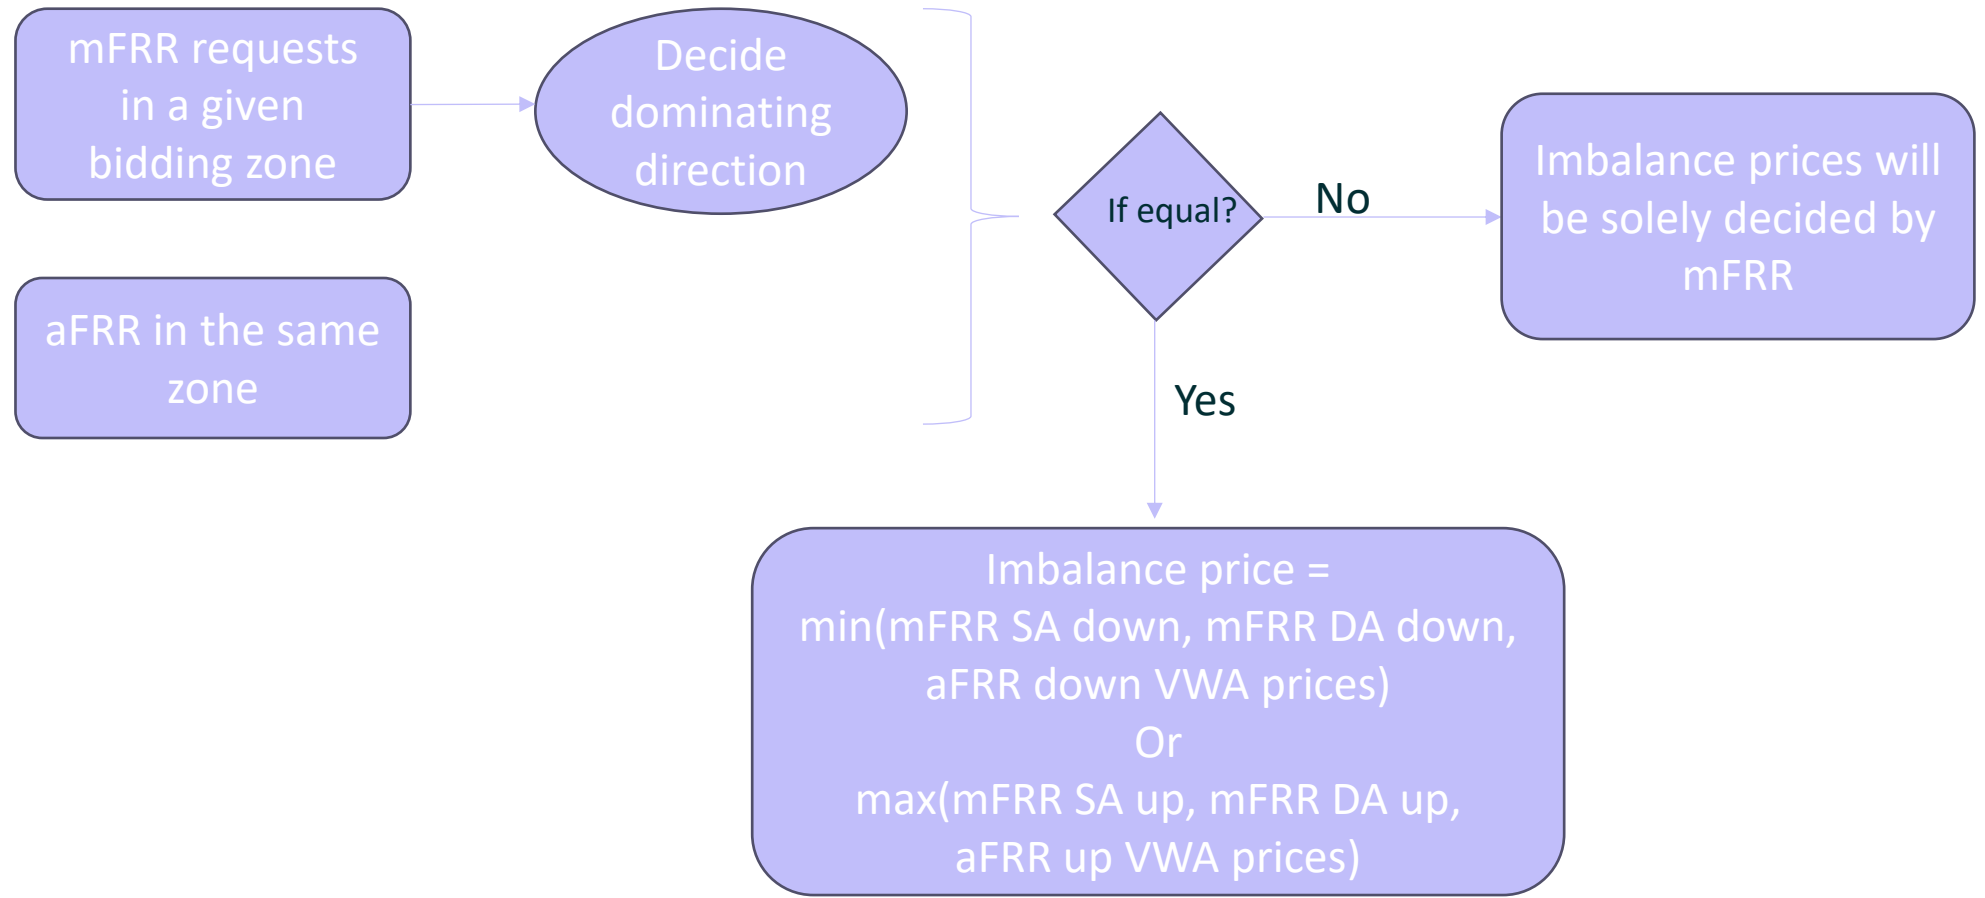 mFRR requests
in a given
bidding zone
Decide
dominating
direction
aFRR in the same
zone
If equal?
No
Imbalance prices will
be solely decided by
mFRR
Yes
Imbalance price =
min(mFRR SA down, mFRR DA down,
aFRR down VWA prices)
Or
max(mFRR SA up, mFRR DA up,
aFRR up VWA prices)